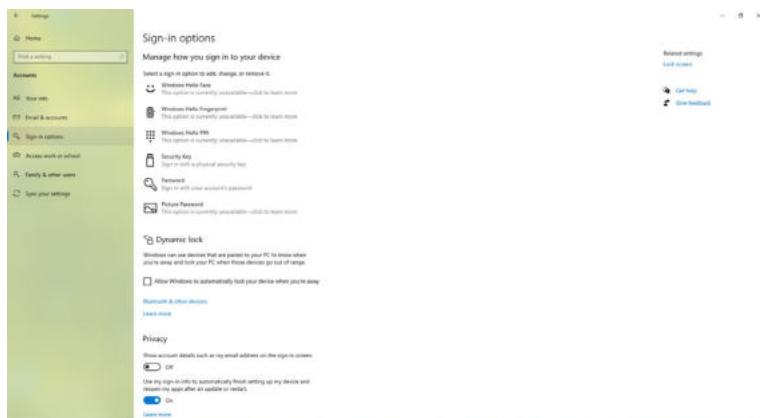 Settings
Home
Find a setting
Accounts
Your info
Email & accounts
Sign-in options
Access work or school
Family & other users
Sync your settings
Sign-in options
Manage how you sign in to your device
Select a sign-in option to add, change, or remove it.
Windows Hello Face
This option is currently unavailable—click to learn more
Windows Hello Fingerprint
This option is currently unavailable—click to learn more
Windows Hello PIN
This option is currently unavailable—click to learn more
Security Key
Sign in with a physical security key
Password
Sign in with your account's password
Picture Password
This option is currently unavailable—click to learn more
Dynamic lock
Windows can use devices that are paired to your PC to know when
you're away and lock your PC when those devices go out of range.
Allow Windows to automatically lock your device when you're away
Bluetooth & other devices
Learn more
Privacy
Show account details such as my email address on the sign-in screen.
Off
Use my sign-in info to automatically finish setting up my device and
reopen my apps after an update or restart.
On
Learn more
Related settings
Lock screen
Get help
Give feedback